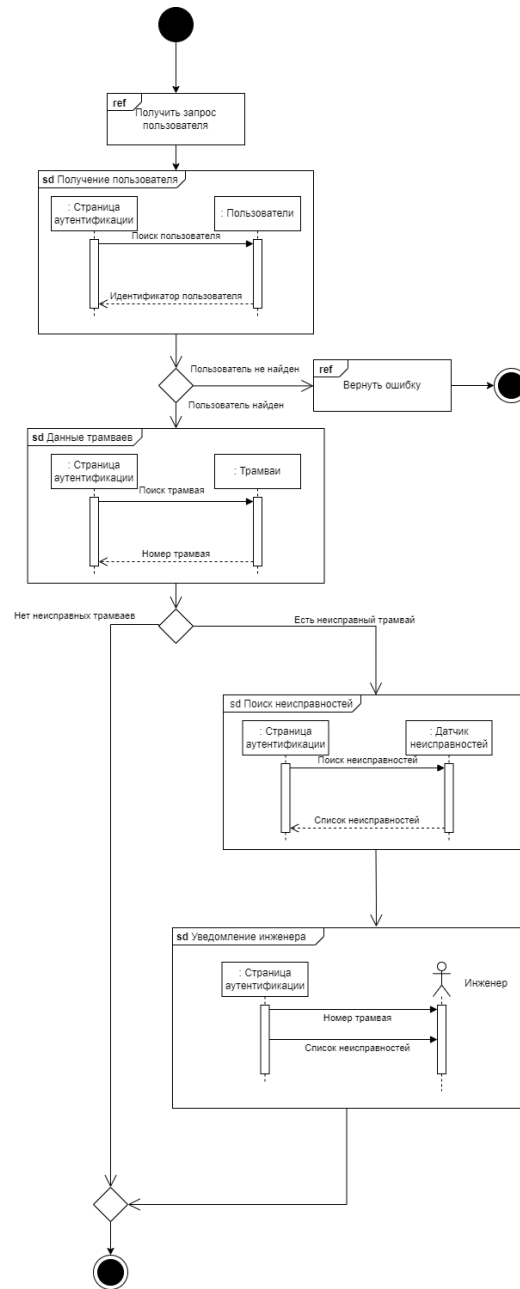 ref
Получить запрос
пользователя
sd Получение пользователя
: Страница
аутентификации
: Пользователи
Поиск пользователя
Идентификатор пользователя
Пользователь не найден
ref
Вернуть ошибку
Пользователь найден
sd Данные трамваев
: Страница
аутентификации
: Трамваи
Поиск трамвая
Номер трамвая
Нет неисправных трамваев
Есть неисправный трамвай
sd Поиск неисправностей
: Страница
аутентификации
: Датчик
неисправностей
Поиск неисправностей
Список неисправностей
sd Уведомление инженера
: Страница
аутентификации
Инженер
Номер трамвая
Список неисправностей